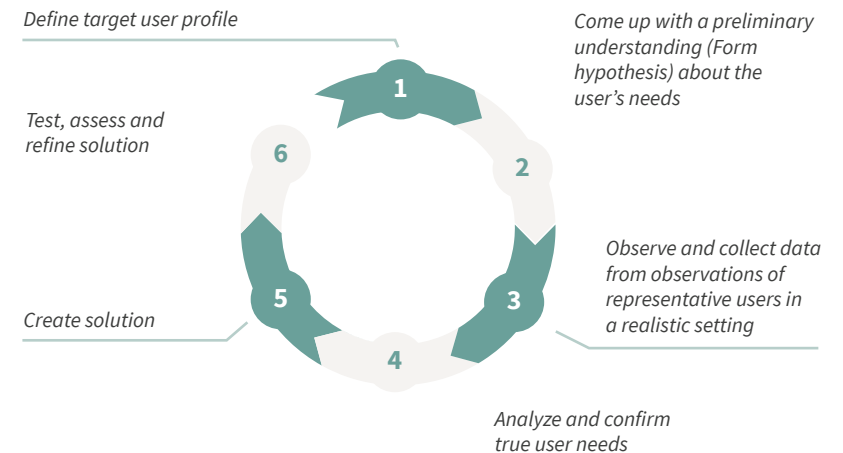 Define target user profile
1
Come up with a preliminary
understanding (Form
hypothesis) about the
user's needs
2
Observe and collect data
from observations of
representative users in
a realistic setting
3
Analyze and confirm
true user needs
4
Create solution
5
Test, assess and
refine solution
6